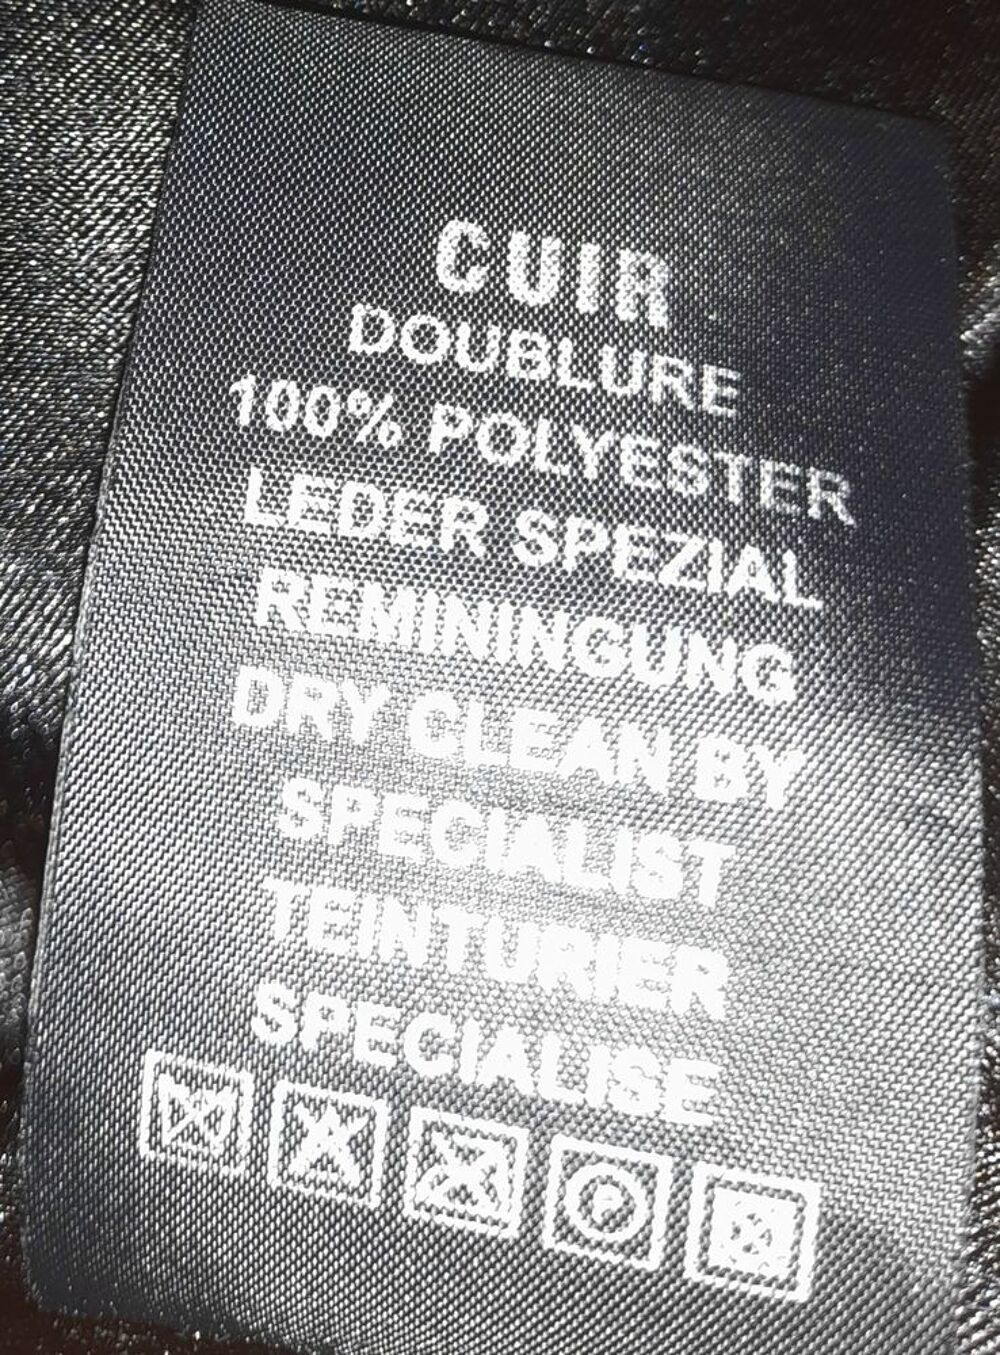 CUIR
DOUBLURE
100% POLYESTER
LEDER SPEZIAL
REMININGUNG
DRY CLEAN BY
SPECIALIST
TEINTURIER
SPECIALISE
P